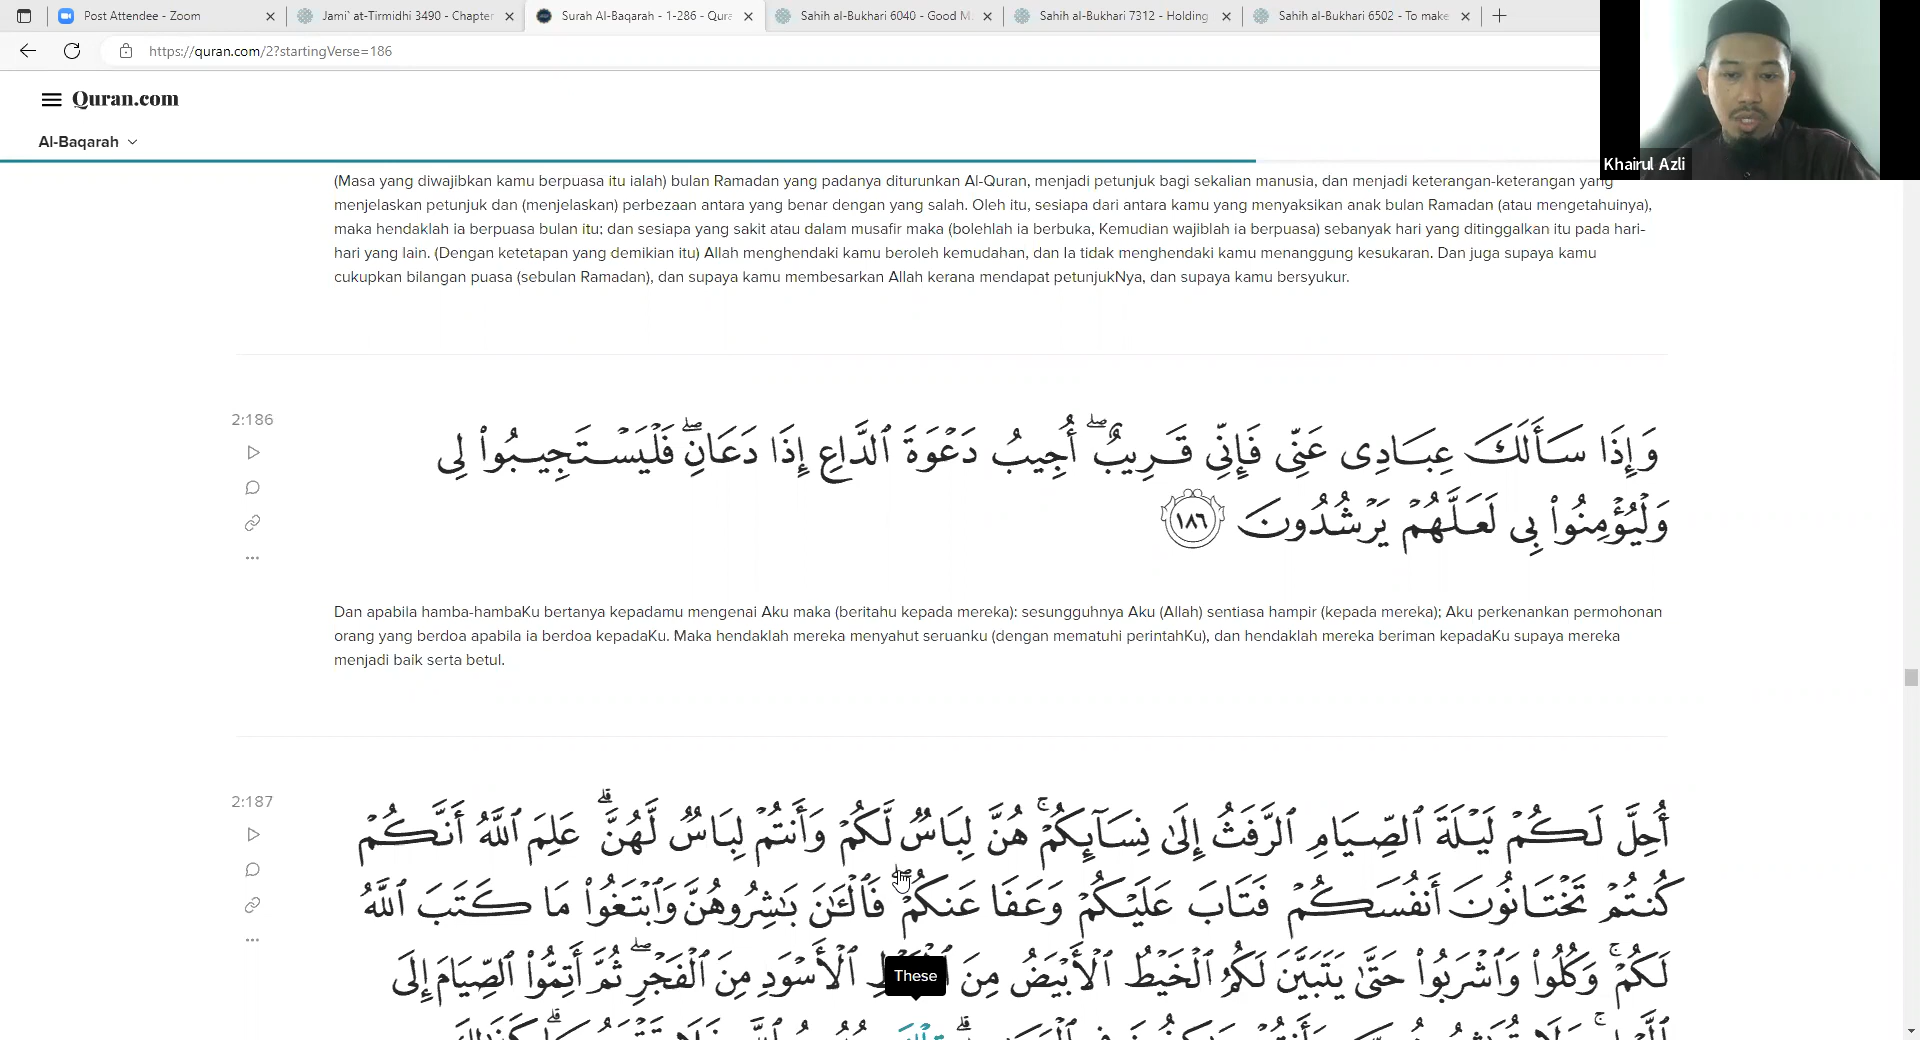 Post Attendee - Zoom
Jami` at-Tirmidhi 3490 - Chapter
Surah Al-Baqarah - 1-286 - Qura
Sahih al-Bukhari 6040 - Good M
Sahih al-Bukhari 7312 - Holding
Sahih al-Bukhari 6502 - To make
https://quran.com/2?startingVerse=186
Quran.com
Khairul Azli
Al-Baqarah
(Masa yang diwajibkan kamu berpuasa itu ialah) bulan Ramadan yang padanya diturunkan Al-Quran, menjadi petunjuk bagi sekalian manusia, dan menjadi keterangan-keterangan yang
menjelaskan petunjuk dan (menjelaskan) perbezaan antara yang benar dengan yang salah. Oleh itu, sesiapa dari antara kamu yang menyaksikan anak bulan Ramadan (atau mengetahuinya),
maka hendaklah ia berpuasa bulan itu; dan sesiapa yang sakit atau dalam musafir maka (bolehlah ia berbuka, Kemudian wajiblah ia berpuasa) sebanyak hari yang ditinggalkan itu pada hari-
hari yang lain. (Dengan ketetapan yang demikian itu) Allah menghendaki kamu beroleh kemudahan, dan Ia tidak menghendaki kamu menanggung kesukaran. Dan juga supaya kamu
cukupkan bilangan puasa (sebulan Ramadan), dan supaya kamu membesarkan Allah kerana mendapat petunjukNya, dan supaya kamu bersyukur.
2:186
وَإِذَا سَأَلَكَ عِبَادِى عَنِّى فَإِنِّى قَرِيبٌ ۖ أُجِيبُ دَعْوَةَ ٱلدَّاعِ إِذَا دَعَانِ ۖ فَلْيَسْتَجِيبُوا۟ لِى
وَلْيُؤْمِنُوا۟ بِى لَعَلَّهُمْ يَرْشُدُونَ ١٨٦
Dan apabila hamba-hambaKu bertanya kepadamu mengenai Aku maka (beritahu kepada mereka): sesungguhnya Aku (Allah) sentiasa hampir (kepada mereka); Aku perkenankan permohonan
orang yang berdoa apabila ia berdoa kepadaKu. Maka hendaklah mereka menyahut seruanku (dengan mematuhi perintahKu), dan hendaklah mereka beriman kepadaKu supaya mereka
menjadi baik serta betul.
2:187
أُحِلَّ لَكُمْ لَيْلَةَ ٱلصِّيَامِ ٱلرَّفَثُ إِلَىٰ نِسَآئِكُمْ ۚ هُنَّ لِبَاسٌ لَّكُمْ وَأَنتُمْ لِبَاسٌ لَّهُنَّ ۗ عَلِمَ ٱللَّهُ أَنَّكُمْ
كُنتُمْ تَخْتَانُونَ أَنفُسَكُمْ فَتَابَ عَلَيْكُمْ وَعَفَا عَنكُمْ ۖ فَٱلْـَٔـٰنَ بَـٰشِرُوهُنَّ وَٱبْتَغُوا۟ مَا كَتَبَ ٱللَّهُ
لَكُمْ ۚ وَكُلُوا۟ وَٱشْرَبُوا۟ حَتَّىٰ يَتَبَيَّنَ لَكُمُ ٱلْخَيْطُ ٱلْأَبْيَضُ مِنَ ٱلْأَسْوَدِ مِنَ ٱلْفَجْرِ ۖ ثُمَّ أَتِمُّوا۟ ٱلصِّيَامَ إِلَى
These